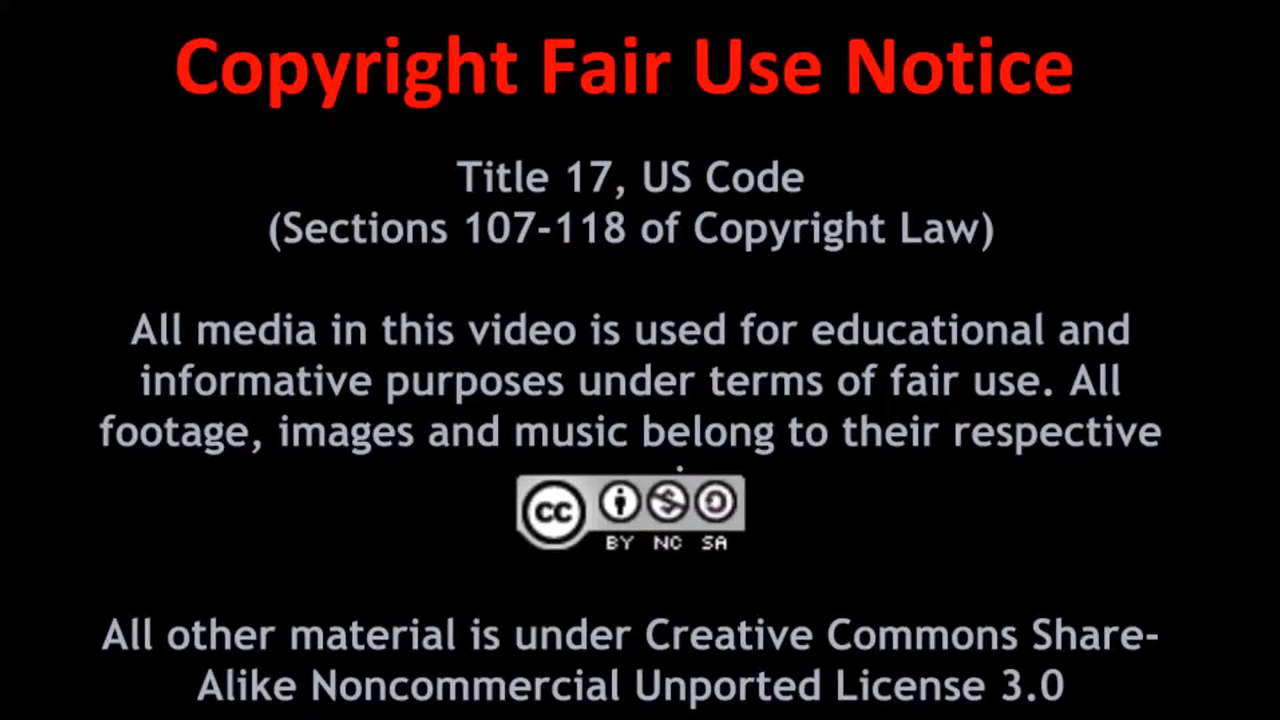 Copyright Fair Use Notice
Title 17, US Code
(Sections 107-118 of Copyright Law)
All media in this video is used for educational and
informative purposes under terms of fair use. All
footage, images and music belong to their respective
cc
BY NC SA
All other material is under Creative Commons Share-
Alike Noncommercial Unported License 3.0